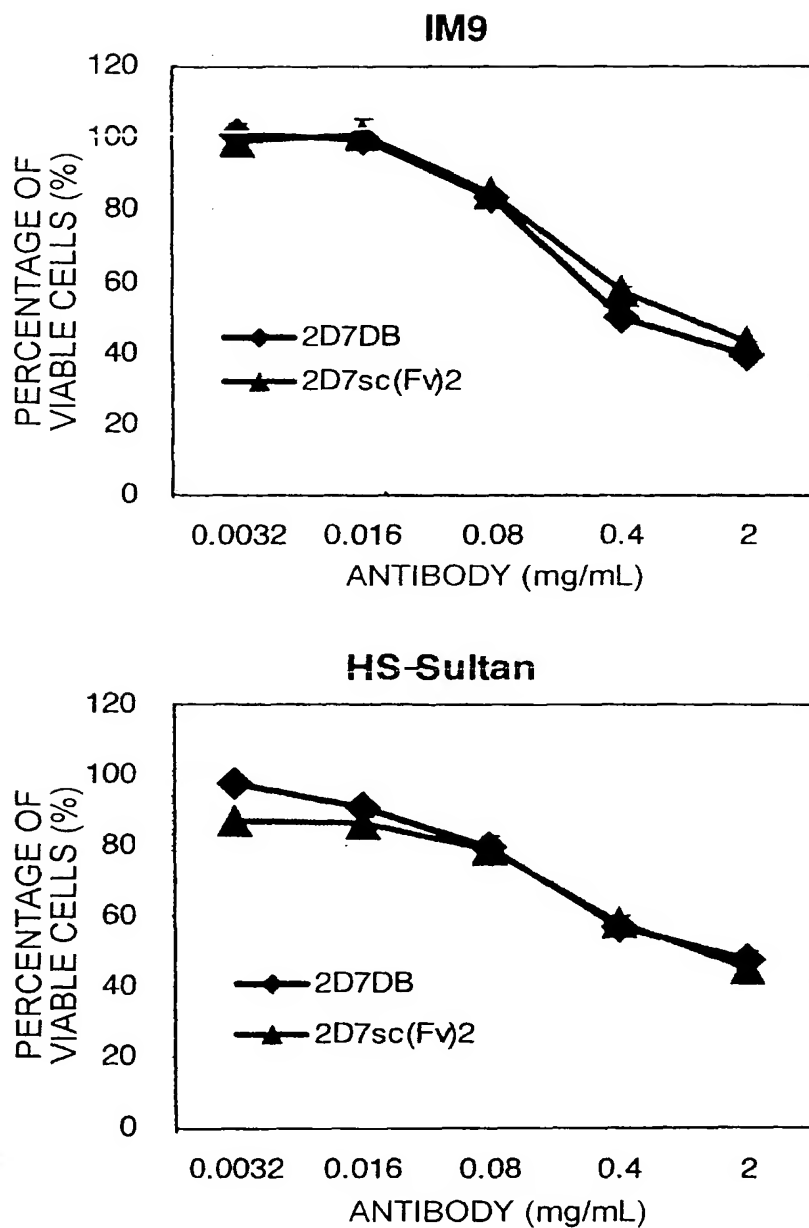 IM9
PERCENTAGE OF
VIABLE CELLS (%)
120
100
80
60
40
20
0
2D7DB
2D7sc(Fv)2
0.0032 0.016 0.08 0.4 2
ANTIBODY (mg/mL)
HS-Sultan
PERCENTAGE OF
VIABLE CELLS (%)
120
100
80
60
40
20
0
2D7DB
2D7sc(Fv)2
0.0032 0.016 0.08 0.4 2
ANTIBODY (mg/mL)